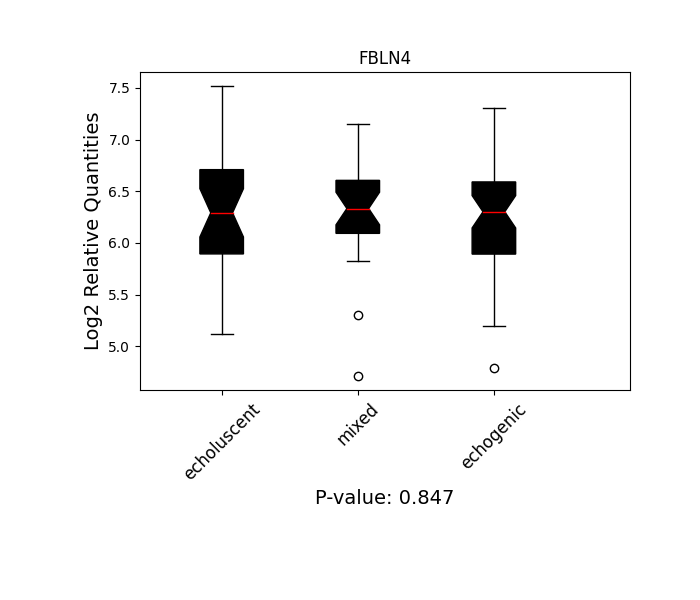 FBLN4
Log2 Relative Quantities
7.5
7.0
6.5
6.0
5.5
5.0
echoluscent
mixed
echogenic
P-value: 0.847